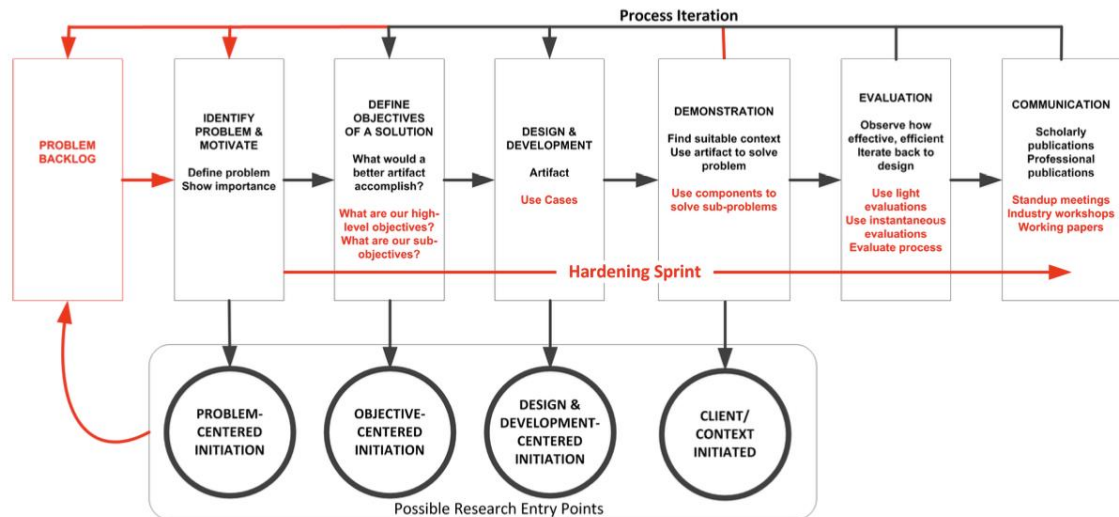 Process Iteration
PROBLEM
BACKLOG
IDENTIFY
PROBLEM &
MOTIVATE
Define problem
Show importance
DEFINE
OBJECTIVES
OF A SOLUTION
What would a
better artifact
accomplish?
What are our high-
level objectives?
What are our sub-
objectives?
DESIGN &
DEVELOPMENT
Artifact
Use Cases
DEMONSTRATION
Find suitable context
Use artifact to solve
problem
Use components to
solve sub-problems
EVALUATION
Observe how
effective, efficient
Iterate back to
design
Use light
evaluations
Use instantaneous
evaluations
Evaluate process
COMMUNICATION
Scholarly
publications
Professional
publications
Standup meetings
Industry workshops
Working papers
Hardening Sprint
PROBLEM-
CENTERED
INITIATION
OBJECTIVE-
CENTERED
INITIATION
DESIGN &
DEVELOPMENT-
CENTERED
INITIATION
CLIENT/
CONTEXT
INITIATED
Possible Research Entry Points